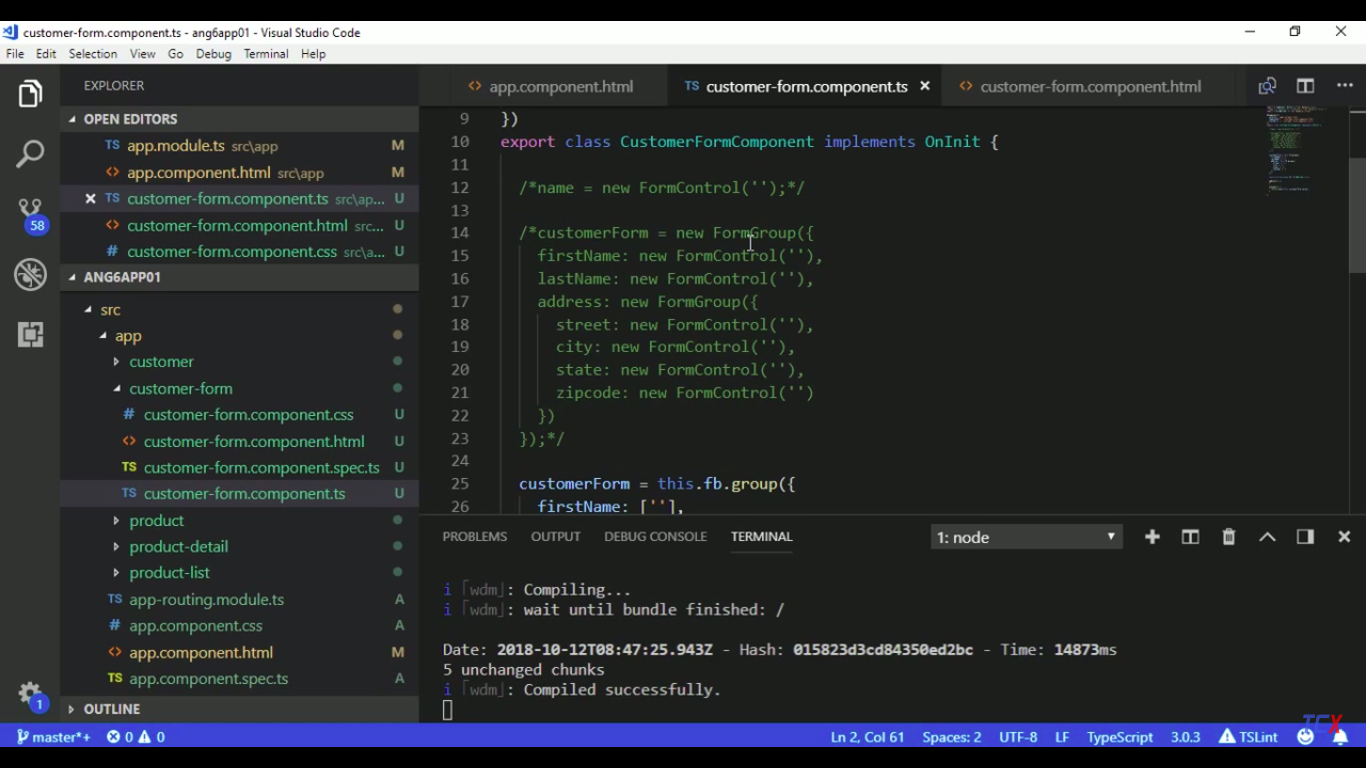 customer-form.component.ts - ang6app01 - Visual Studio Code
File Edit Selection View Go Debug Terminal Help
EXPLORER
app.component.html
TS customer-form.component.ts
customer-form.component.html
OPEN EDITORS
TS app.module.ts src\app M
app.component.html src\app M
TS customer-form.component.ts src\ap... U
customer-form.component.html src... U
# customer-form.component.css src\a... U
58
ANG6APP01
src
app
customer
customer-form
# customer-form.component.css U
customer-form.component.html U
TS customer-form.component.spec.ts U
TS customer-form.component.ts U
product
product-detail
product-list
TS app-routing.module.ts A
# app.component.css A
app.component.html M
TS app.component.spec.ts A
1
OUTLINE
9 })
10 export class CustomerFormComponent implements OnInit {
11
12 /*name = new FormControl('');*/
13
14 /*customerForm = new FormGroup({
15 firstName: new FormControl(''),
16 lastName: new FormControl(''),
17 address: new FormGroup({
18 street: new FormControl(''),
19 city: new FormControl(''),
20 state: new FormControl(''),
21 zipcode: new FormControl('')
22 })
23 });*/
24
25 customerForm = this.fb.group({
26 firstName: [''],
PROBLEMS OUTPUT DEBUG CONSOLE TERMINAL 1: node
i ｢wdm｣: Compiling...
i ｢wdm｣: wait until bundle finished: /
Date: 2018-10-12T08:47:25.943Z - Hash: 015823d3cd84350ed2bc - Time: 14873ms
5 unchanged chunks
i ｢wdm｣: Compiled successfully.
master*+ 0 0 Ln 2, Col 61 Spaces: 2 UTF-8 LF TypeScript 3.0.3 TSLint
TCX